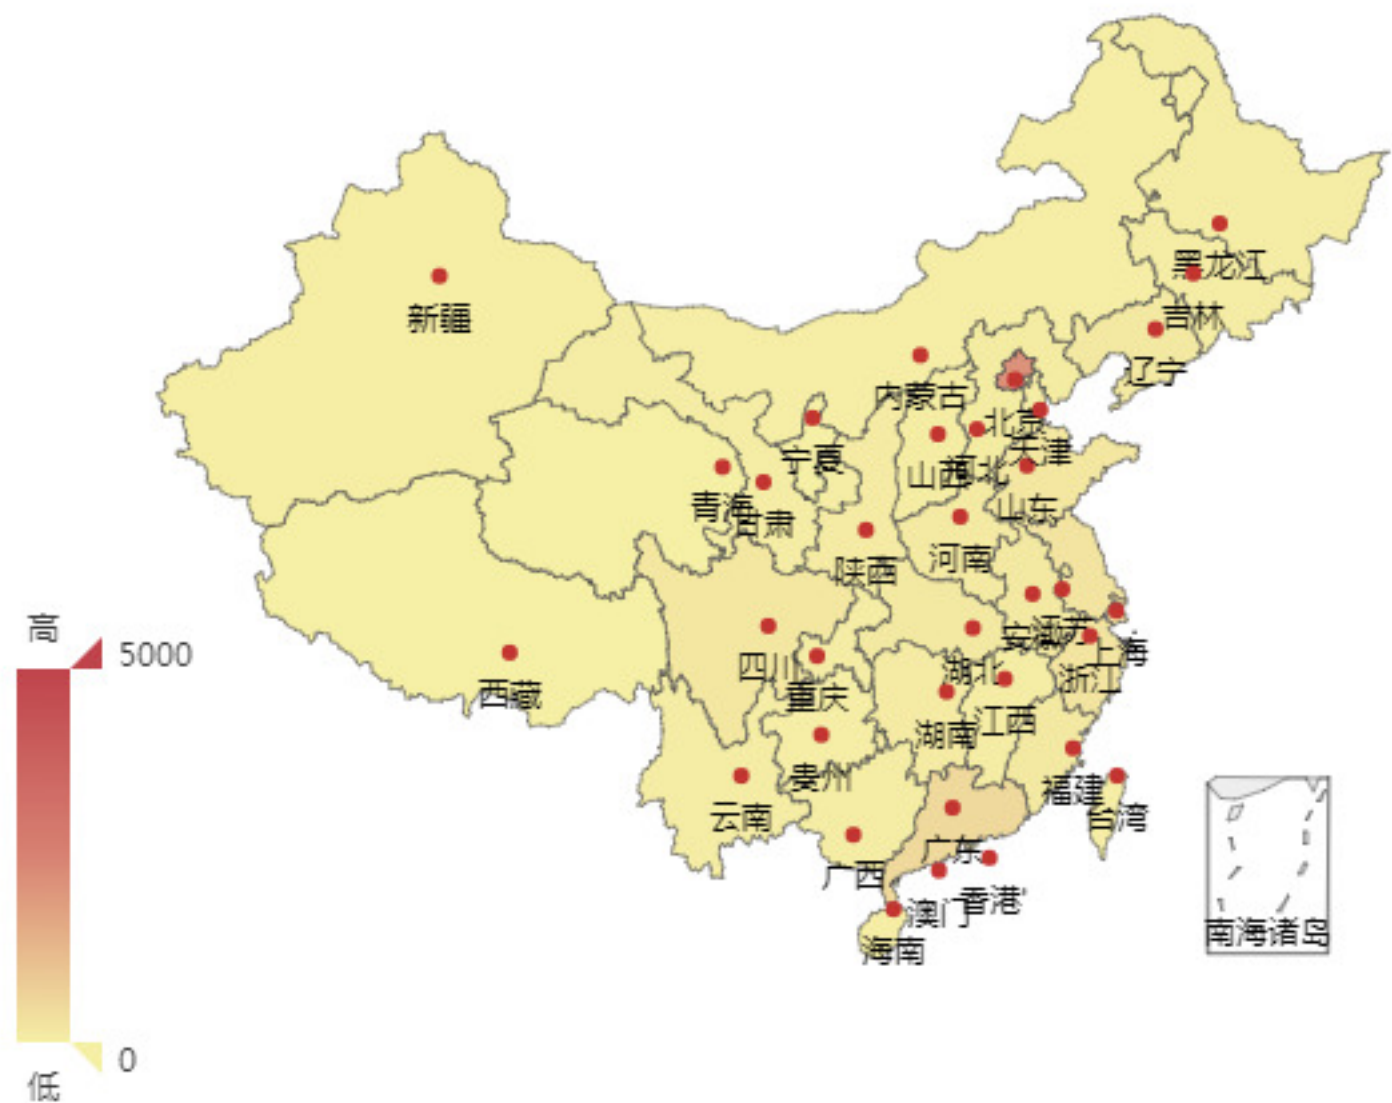 黑龙江
吉林
新疆
辽宁
内蒙古
北京
天津
宁夏
山西
河北
青海
甘肃
山东
河南
陕西
高
5000
安徽
江苏
上海
四川
湖北
浙江
西藏
重庆
湖南
江西
贵州
福建
云南
台湾
广东
广西
香港
澳门
南海诸岛
海南
0
低